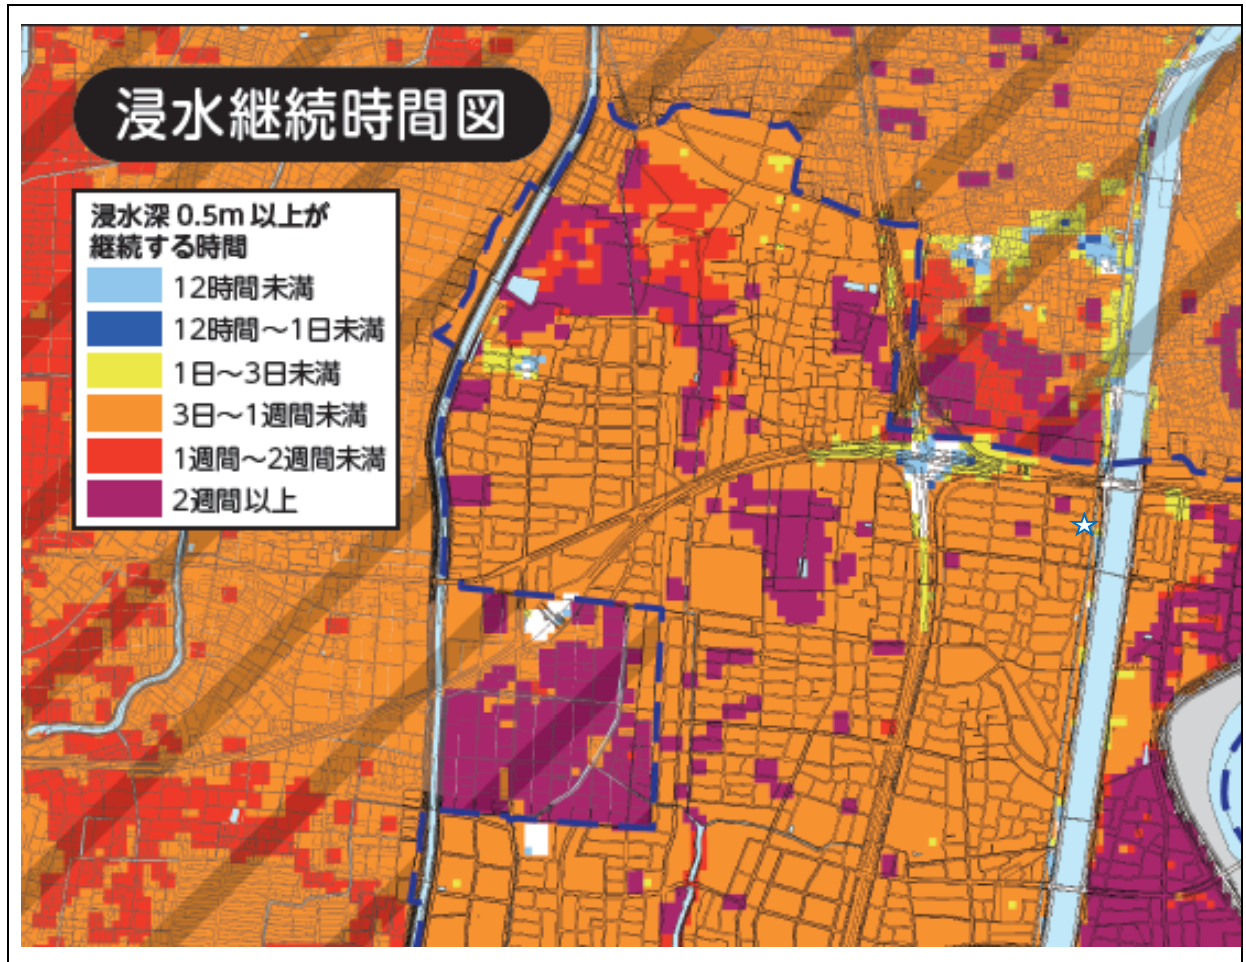 浸水継続時間図
浸水深 0.5m 以上が
継続する時間
12時間未満
12時間～1日未満
1日～3日未満
3日～1週間未満
1週間～2週間未満
2週間以上